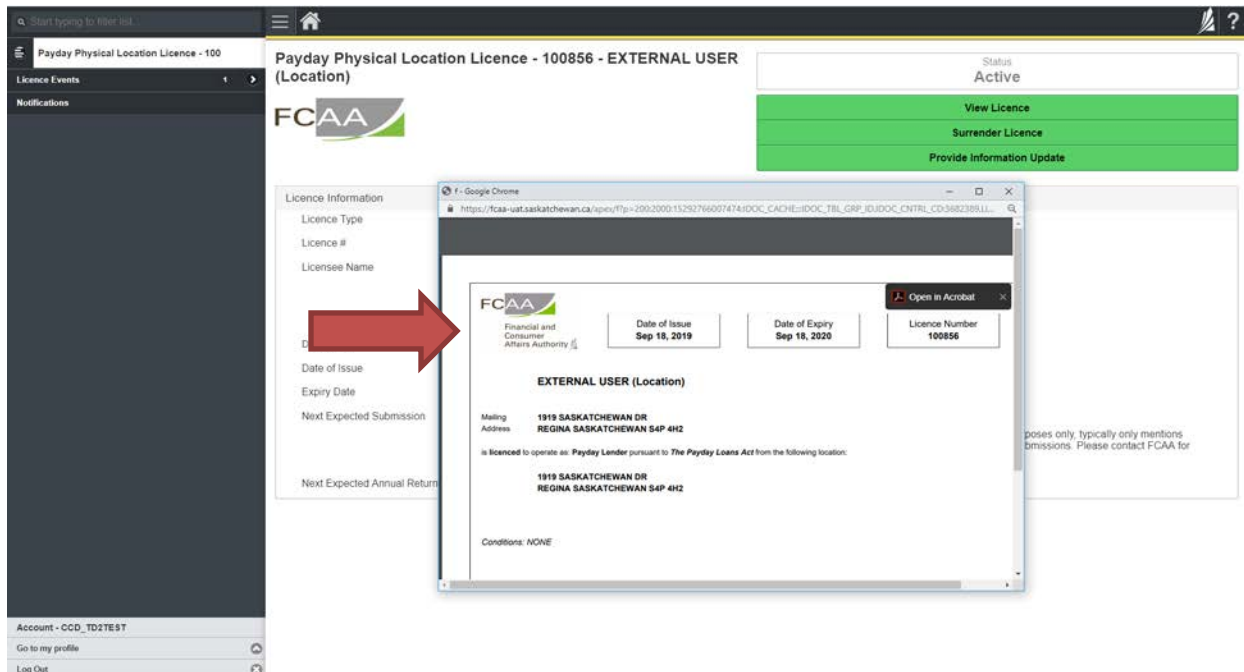 Start typing to filter list...
?
Payday Physical Location Licence - 100
Licence Events 1
Notifications
Payday Physical Location Licence - 100856 - EXTERNAL USER
(Location)
FCAA
Status
Active
View Licence
Surrender Licence
Provide Information Update
Licence Information
Licence Type
Licence #
Licensee Name
D
Date of Issue
Expiry Date
Next Expected Submission
poses only, typically only mentions
bmissions. Please contact FCAA for
Next Expected Annual Return
f - Google Chrome
https://fcaa-uat.saskatchewan.ca/apex/f?p=200:2000:15292766007474:IDOC_CACHE:::IDOC_TBL_GRP_ID,IDOC_CNTRL_CD:3682389,LL...
Open in Acrobat
FCAA
Financial and
Consumer
Affairs Authority
Date of Issue
Sep 18, 2019
Date of Expiry
Sep 18, 2020
Licence Number
100856
EXTERNAL USER (Location)
Mailing 1919 SASKATCHEWAN DR
Address REGINA SASKATCHEWAN S4P 4H2
is licenced to operate as: Payday Lender pursuant to The Payday Loans Act from the following location:
1919 SASKATCHEWAN DR
REGINA SASKATCHEWAN S4P 4H2
Conditions: NONE
Account - CCD_TD2TEST
Go to my profile
Log Out